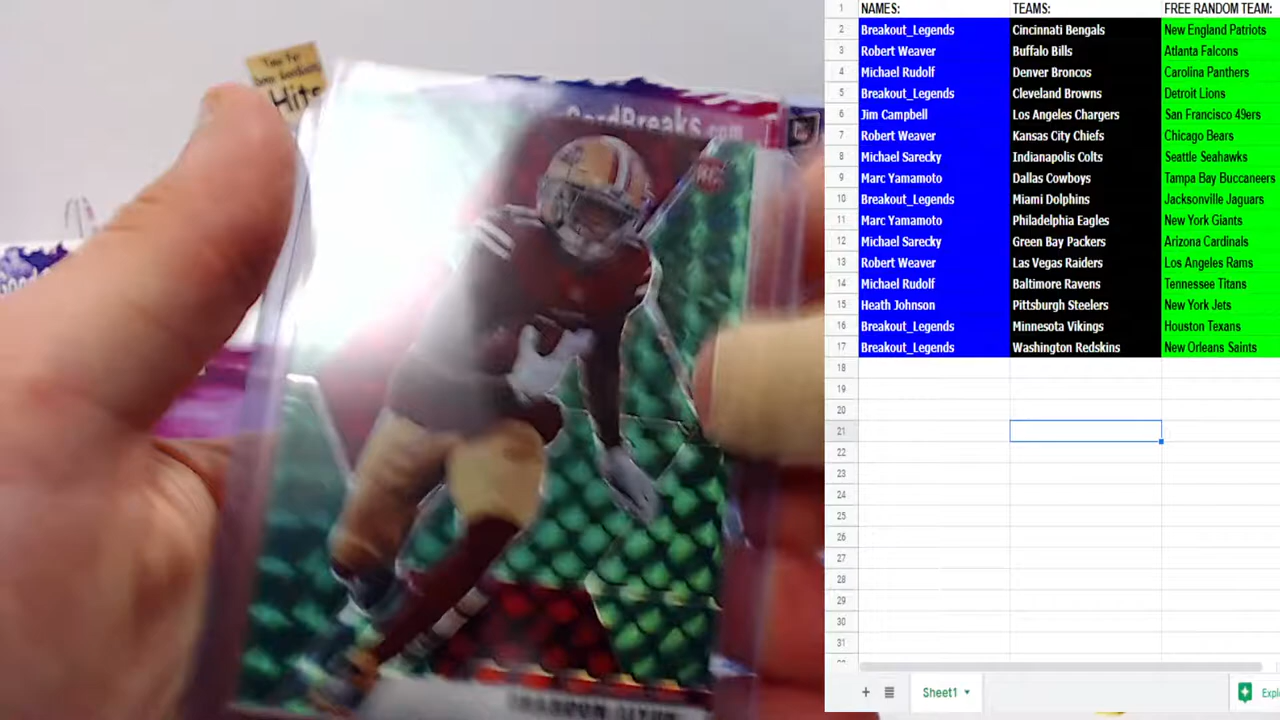 Hits
CardBreaks.com
RC
1 NAMES: TEAMS: FREE RANDOM TEAM:
2 Breakout_Legends Cincinnati Bengals New England Patriots
3 Robert Weaver Buffalo Bills Atlanta Falcons
4 Michael Rudolf Denver Broncos Carolina Panthers
5 Breakout_Legends Cleveland Browns Detroit Lions
6 Jim Campbell Los Angeles Chargers San Francisco 49ers
7 Robert Weaver Kansas City Chiefs Chicago Bears
8 Michael Sarecky Indianapolis Colts Seattle Seahawks
9 Marc Yamamoto Dallas Cowboys Tampa Bay Buccaneers
10 Breakout_Legends Miami Dolphins Jacksonville Jaguars
11 Marc Yamamoto Philadelphia Eagles New York Giants
12 Michael Sarecky Green Bay Packers Arizona Cardinals
13 Robert Weaver Las Vegas Raiders Los Angeles Rams
14 Michael Rudolf Baltimore Ravens Tennessee Titans
15 Heath Johnson Pittsburgh Steelers New York Jets
16 Breakout_Legends Minnesota Vikings Houston Texans
17 Breakout_Legends Washington Redskins New Orleans Saints
18
19
20
21
22
23
24
25
26
27
28
29
30
31
Sheet1
Explo